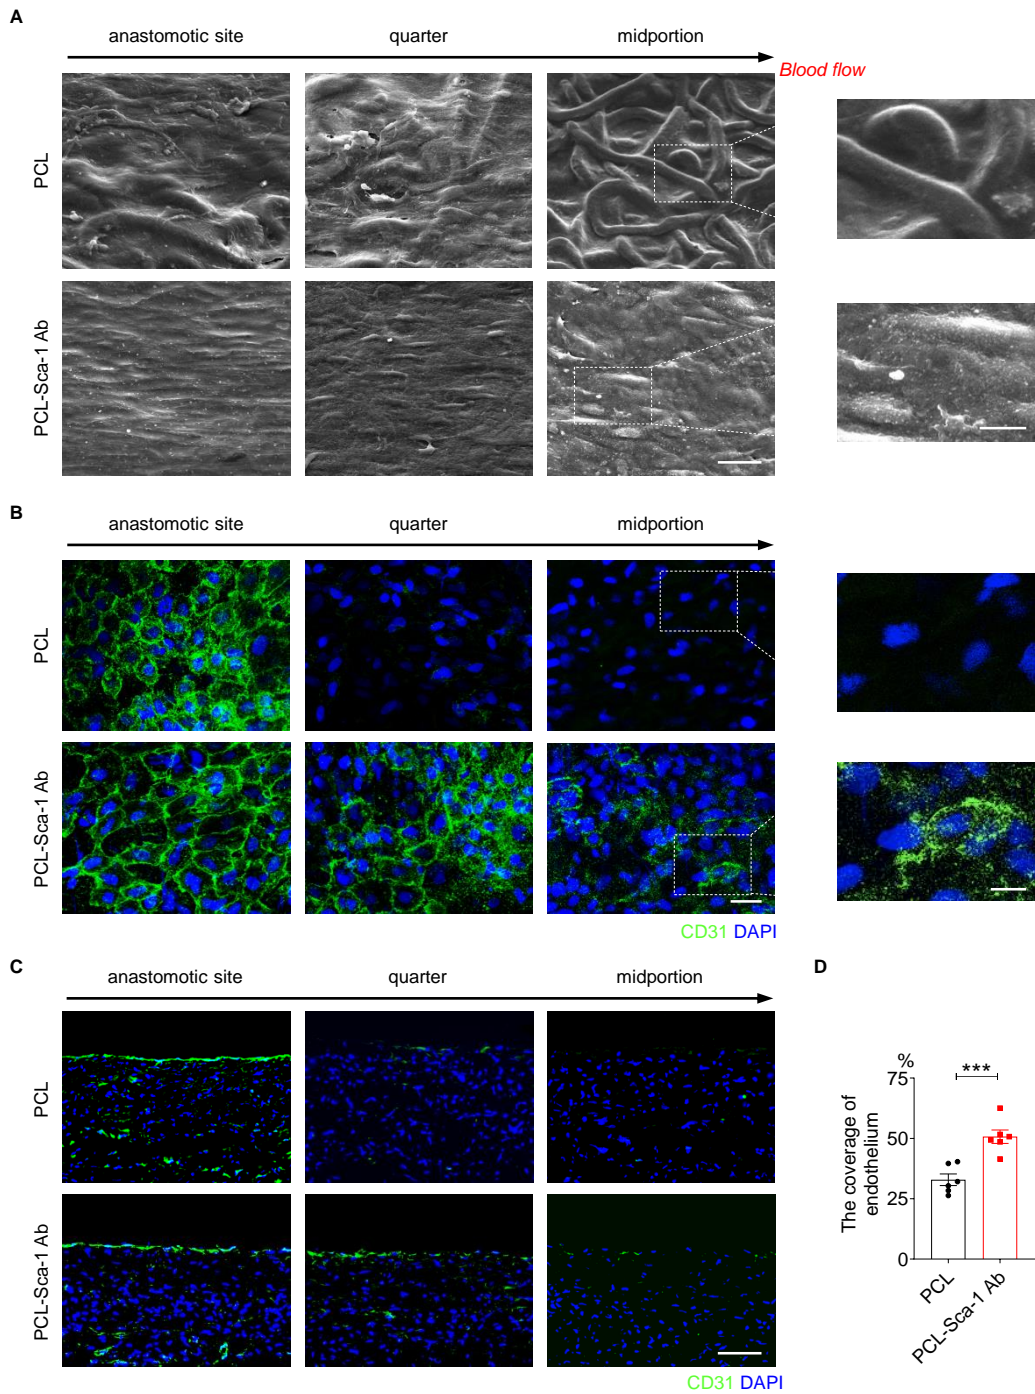 A
anastomotic site quarter midportion
Blood flow
PCL
PCL-Sca-1 Ab
B
anastomotic site quarter midportion
PCL
PCL-Sca-1 Ab
CD31 DAPI
C
anastomotic site quarter midportion
PCL
PCL-Sca-1 Ab
CD31 DAPI
D
%
***
75
50
25
0
The coverage of
endothelium
PCL
PCL-Sca-1 Ab